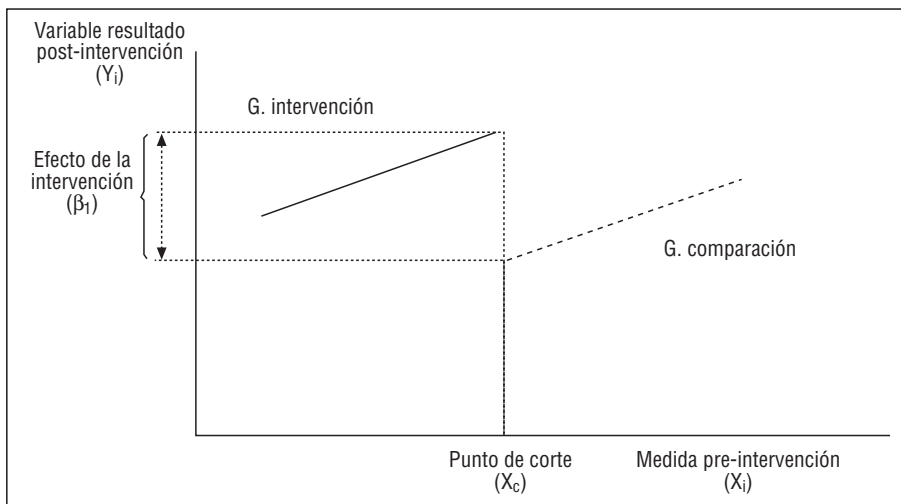 Variable resultado
post-intervención
(Yi)
G. intervención
Efecto de la
intervención
(β1)
G. comparación
Punto de corte
(Xc)
Medida pre-intervención
(Xi)